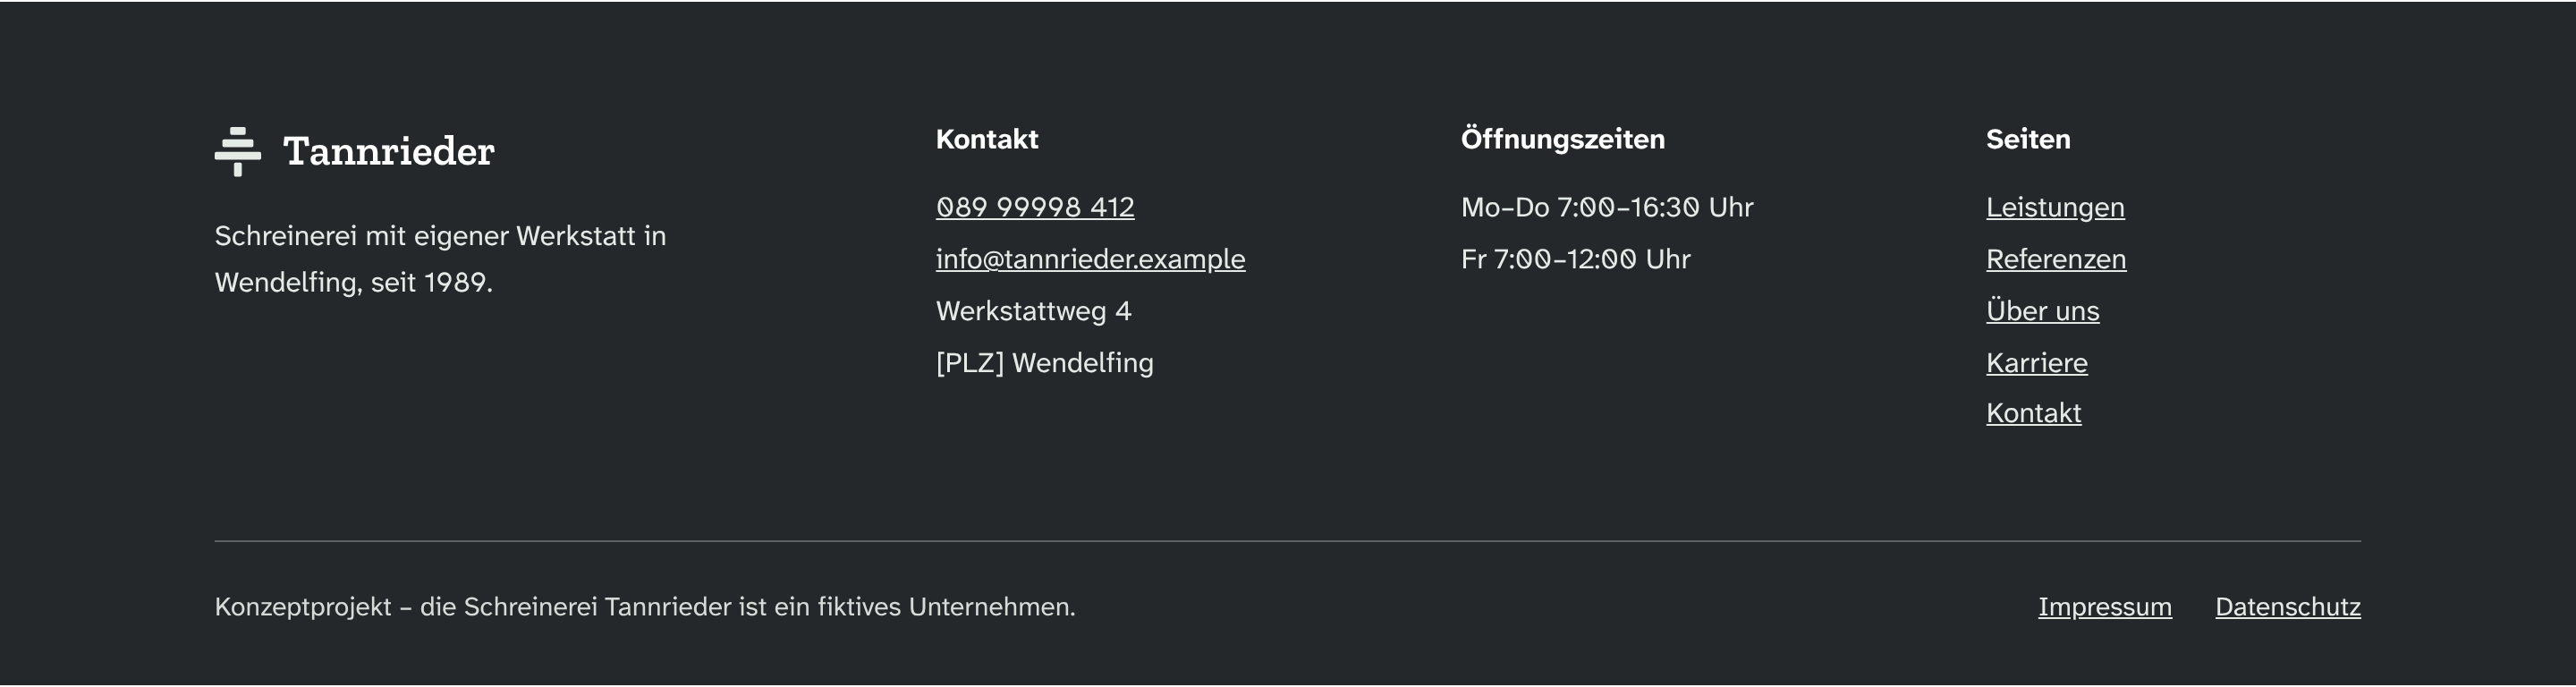 Tannrieder
Schreinerei mit eigener Werkstatt in
Wendelfing, seit 1989.
Kontakt
089 99998 412
info@tannrieder.example
Werkstattweg 4
[PLZ] Wendelfing
Öffnungszeiten
Mo–Do 7:00–16:30 Uhr
Fr 7:00–12:00 Uhr
Seiten
Leistungen
Referenzen
Über uns
Karriere
Kontakt
Konzeptprojekt – die Schreinerei Tannrieder ist ein fiktives Unternehmen.
Impressum Datenschutz